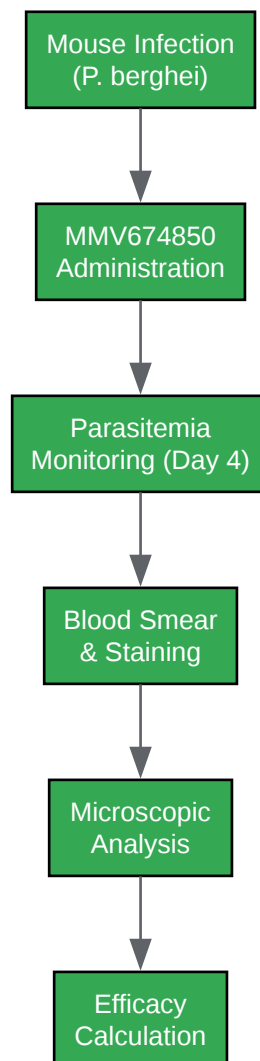 Mouse Infection
(P. berghei)
MMV674850
Administration
Parasitemia
Monitoring (Day 4)
Blood Smear
& Staining
Microscopic
Analysis
Efficacy
Calculation